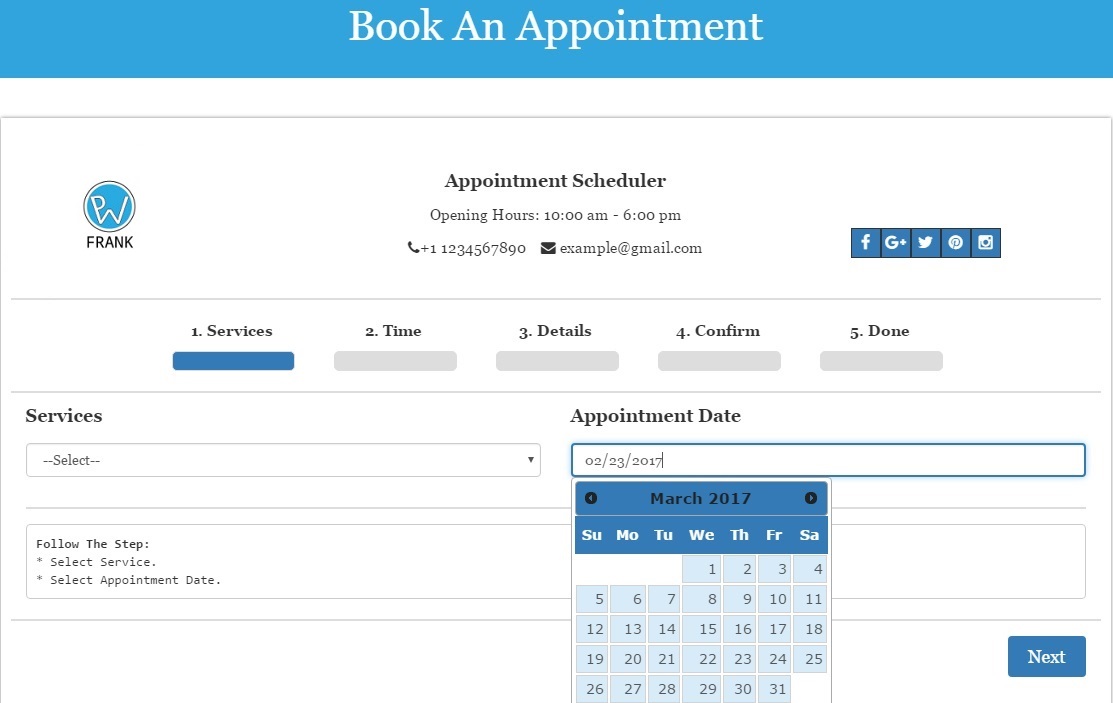 Book An Appointment
PW
FRANK
Appointment Scheduler
Opening Hours: 10:00 am - 6:00 pm
+1 1234567890 example@gmail.com
1. Services 2. Time 3. Details 4. Confirm 5. Done
Services
--Select--
Appointment Date
02/23/2017
March 2017
Su Mo Tu We Th Fr Sa
1 2 3 4
5 6 7 8 9 10 11
12 13 14 15 16 17 18
19 20 21 22 23 24 25
26 27 28 29 30 31
Follow The Step:
* Select Service.
* Select Appointment Date.
Next